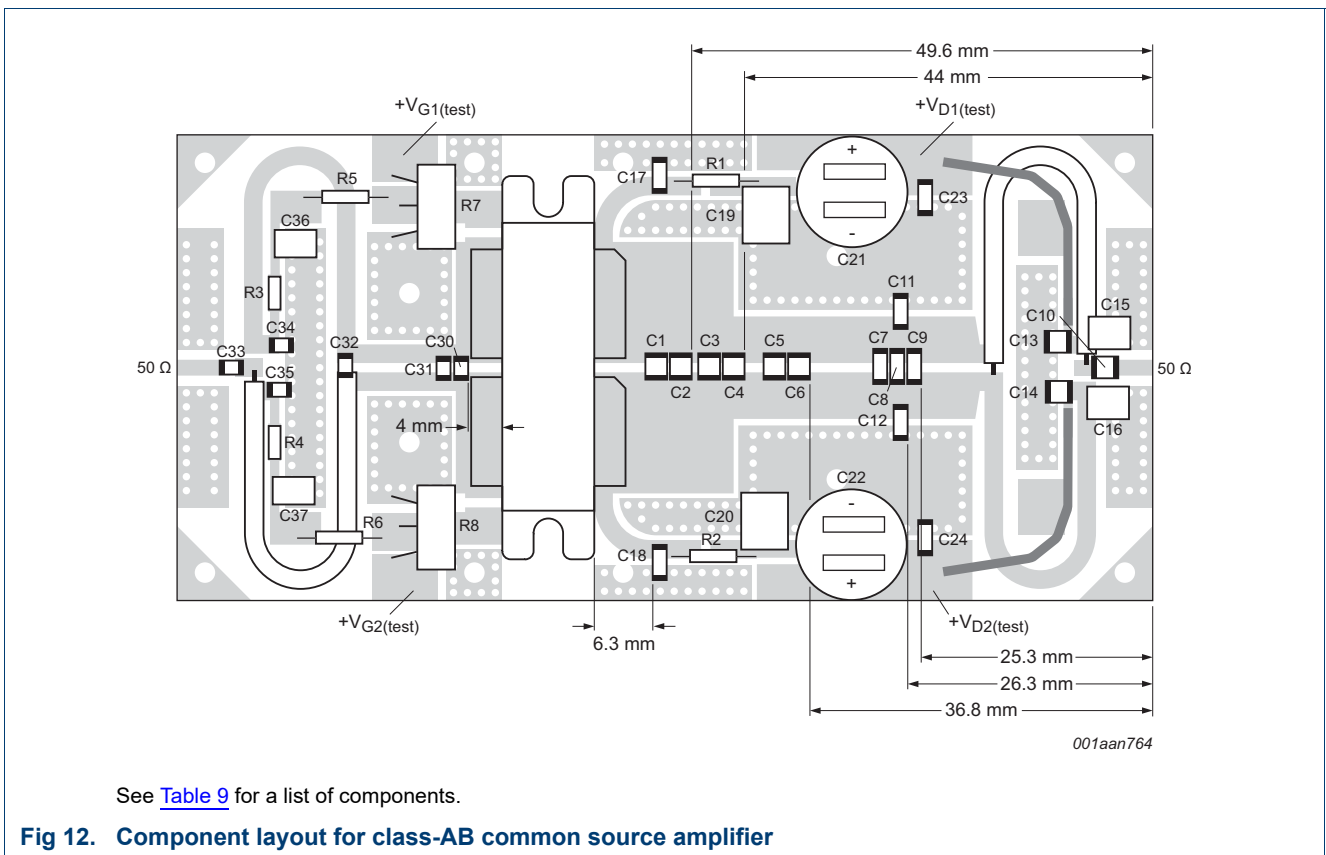 49.6 mm
44 mm
+VG1(test)
+VD1(test)
R5
C17
R1
C36
R7
C19
+
-
C21
C23
R3
C11
C34
C33
C32
C30
C31
C1
C2
C3
C4
C5
C6
C7
C8
C9
C10
C15
C13
50 Ω
50 Ω
C35
C14
C16
4 mm
C12
R4
C37
R6
R8
C20
C22
-
+
C18
R2
C24
+VG2(test)
6.3 mm
+VD2(test)
25.3 mm
26.3 mm
36.8 mm
001aan764
See Table 9 for a list of components.
Fig 12. Component layout for class-AB common source amplifier